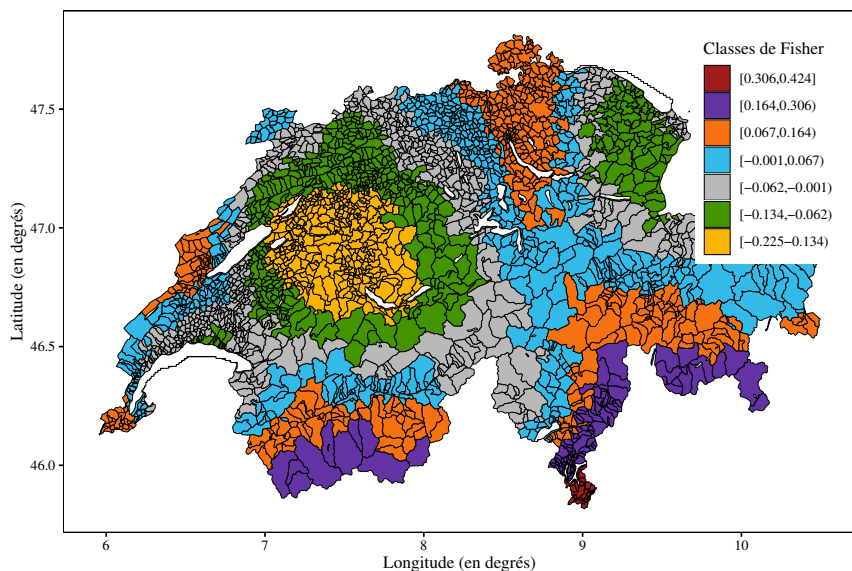 Classes de Fisher
[0.306,0.424]
[0.164,0.306)
[0.067,0.164)
[−0.001,0.067)
[−0.062,−0.001)
[−0.134,−0.062)
[−0.225−0.134)
47.5
47.0
46.5
46.0
Latitude (en degrés)
6 7 8 9 10
Longitude (en degrés)